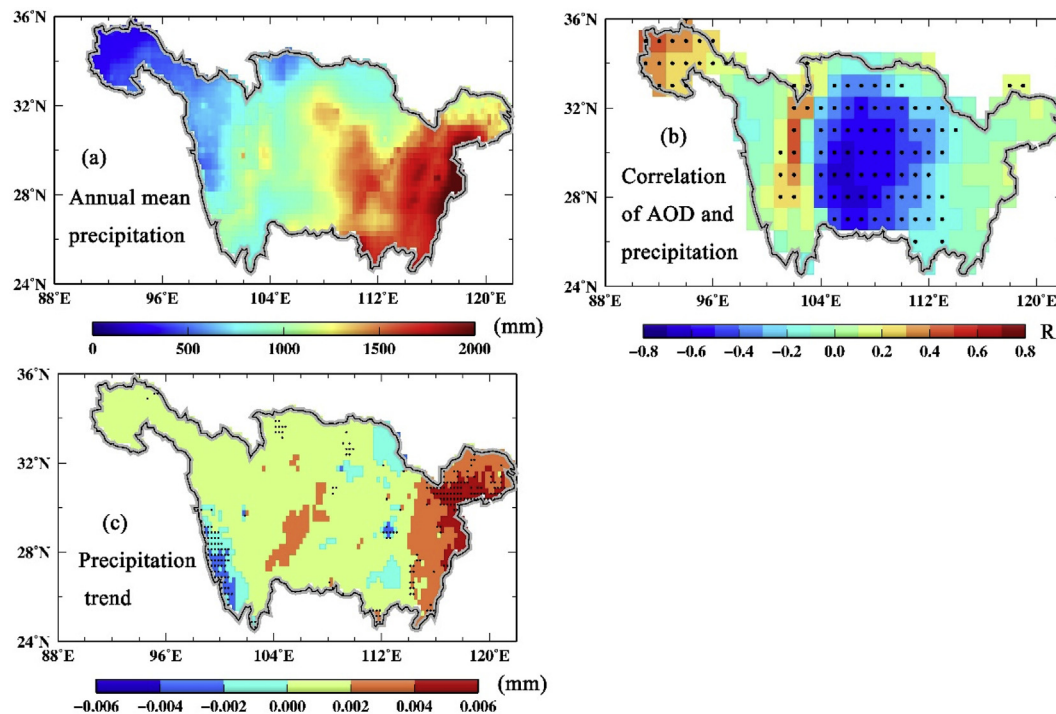 36°N
32°N
28°N
24°N
(a)
Annual mean
precipitation
88°E 96°E 104°E 112°E 120°E
(mm)
0 500 1000 1500 2000
36°N
32°N
28°N
24°N
(b)
Correlation
of AOD and
precipitation
88°E 96°E 104°E 112°E 120°E
R
−0.8 −0.6 −0.4 −0.2 0.0 0.2 0.4 0.6 0.8
36°N
32°N
28°N
24°N
(c)
Precipitation
trend
88°E 96°E 104°E 112°E 120°E
(mm)
−0.006 −0.004 −0.002 0.000 0.002 0.004 0.006